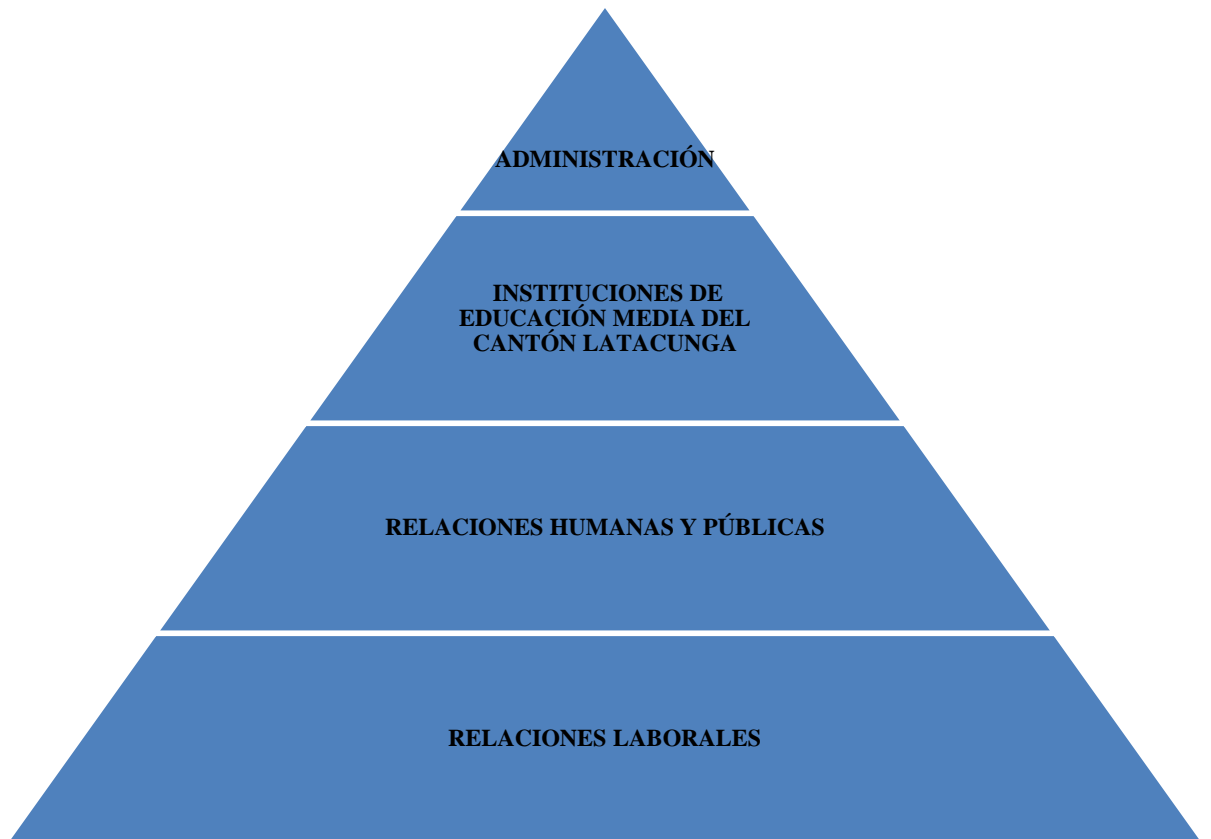 ADMINISTRACIÓN
INSTITUCIONES DE
EDUCACIÓN MEDIA DEL
CANTÓN LATACUNGA
RELACIONES HUMANAS Y PÚBLICAS
RELACIONES LABORALES